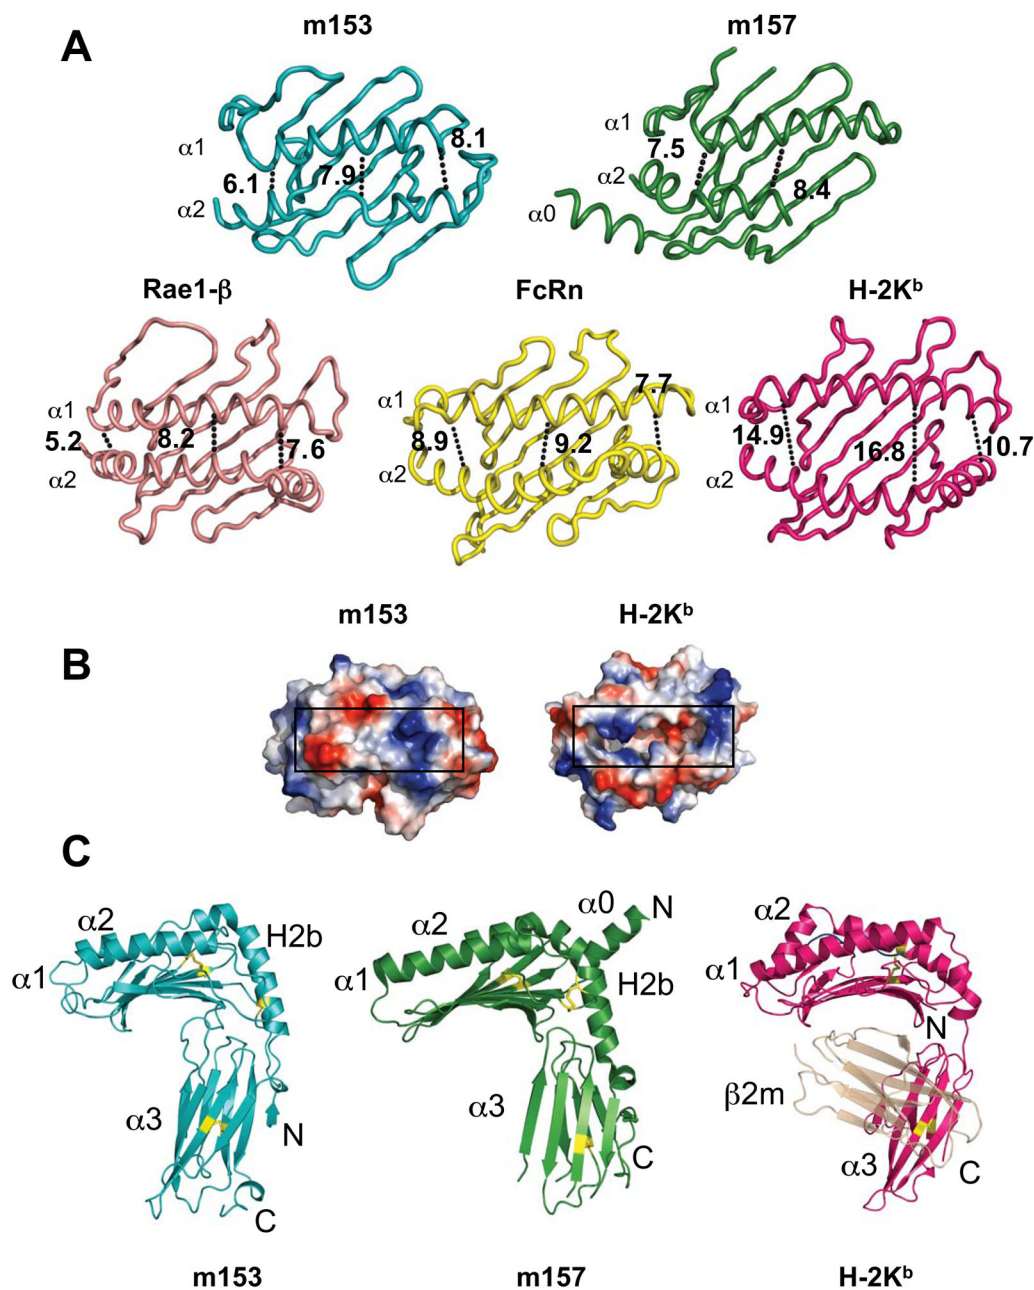 A
m153 m157
α1 8.1 7.9 6.1 α2
α1 7.5 α2 8.4 α0
Rae1-β FcRn H-2Kᵇ
α1 5.2 8.2 7.6 α2
α1 7.7 8.9 9.2 α2
α1 14.9 16.8 10.7 α2
m153 H-2Kᵇ
B
C
α2 H2b α1 α3 N C
α0 N α2 α1 H2b α3 C
α2 α1 N β2m α3 C
m153 m157 H-2Kᵇ